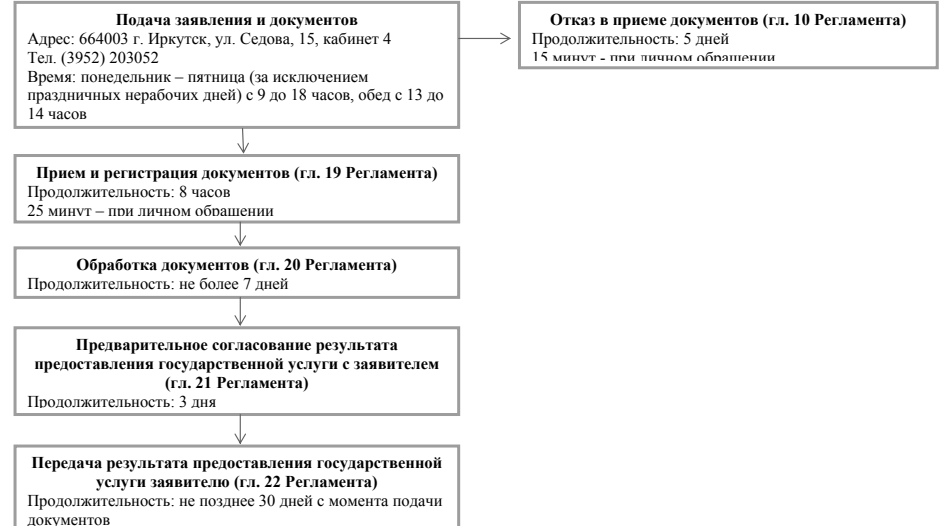 Подача заявления и документов
Адрес: 664003 г. Иркутск, ул. Седова, 15, кабинет 4
Тел. (3952) 203052
Время: понедельник – пятница (за исключением
праздничных нерабочих дней) с 9 до 18 часов, обед с 13 до
14 часов
Отказ в приеме документов (гл. 10 Регламента)
Продолжительность: 5 дней
15 минут - при личном обращении
Прием и регистрация документов (гл. 19 Регламента)
Продолжительность: 8 часов
25 минут – при личном обращении
Обработка документов (гл. 20 Регламента)
Продолжительность: не более 7 дней
Предварительное согласование результата
предоставления государственной услуги с заявителем
(гл. 21 Регламента)
Продолжительность: 3 дня
Передача результата предоставления государственной
услуги заявителю (гл. 22 Регламента)
Продолжительность: не позднее 30 дней с момента подачи
документов